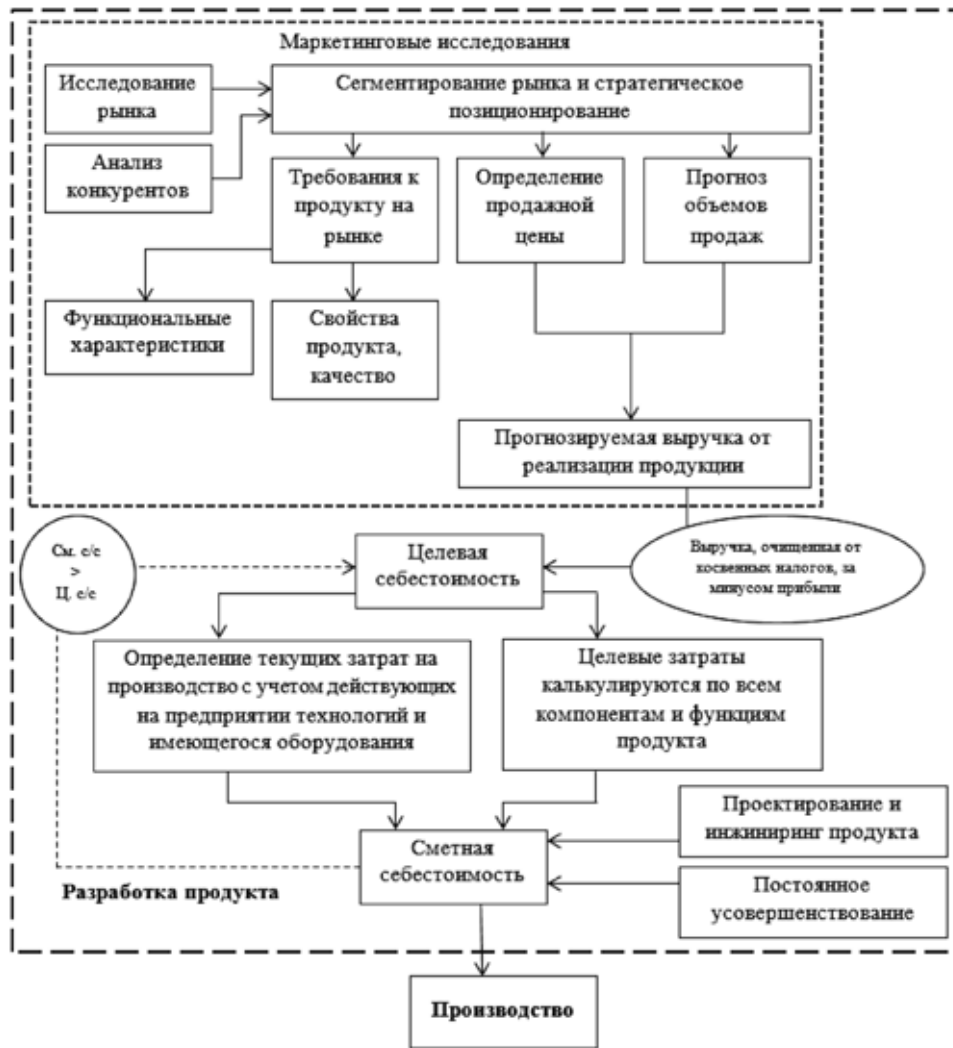 Маркетинговые исследования
Исследование
рынка
Сегментирование рынка и стратегическое
позиционирование
Анализ
конкурентов
Требования к
продукту на
рынке
Определение
продажной
цены
Прогноз
объемов
продаж
Функциональные
характеристики
Свойства
продукта,
качество
Прогнозируемая выручка от
реализации продукции
См. с/с
>
Ц. с/с
Целевая
себестоимость
Выручка, очищенная от
косвенных налогов, за
минусом прибыли
Определение текущих затрат на
производство с учетом действующих
на предприятии технологий и
имеющегося оборудования
Целевые затраты
калькулируются по всем
компонентам и функциям
продукта
Проектирование и
инжиниринг продукта
Сметная
себестоимость
Постоянное
усовершенствование
Разработка продукта
Производство